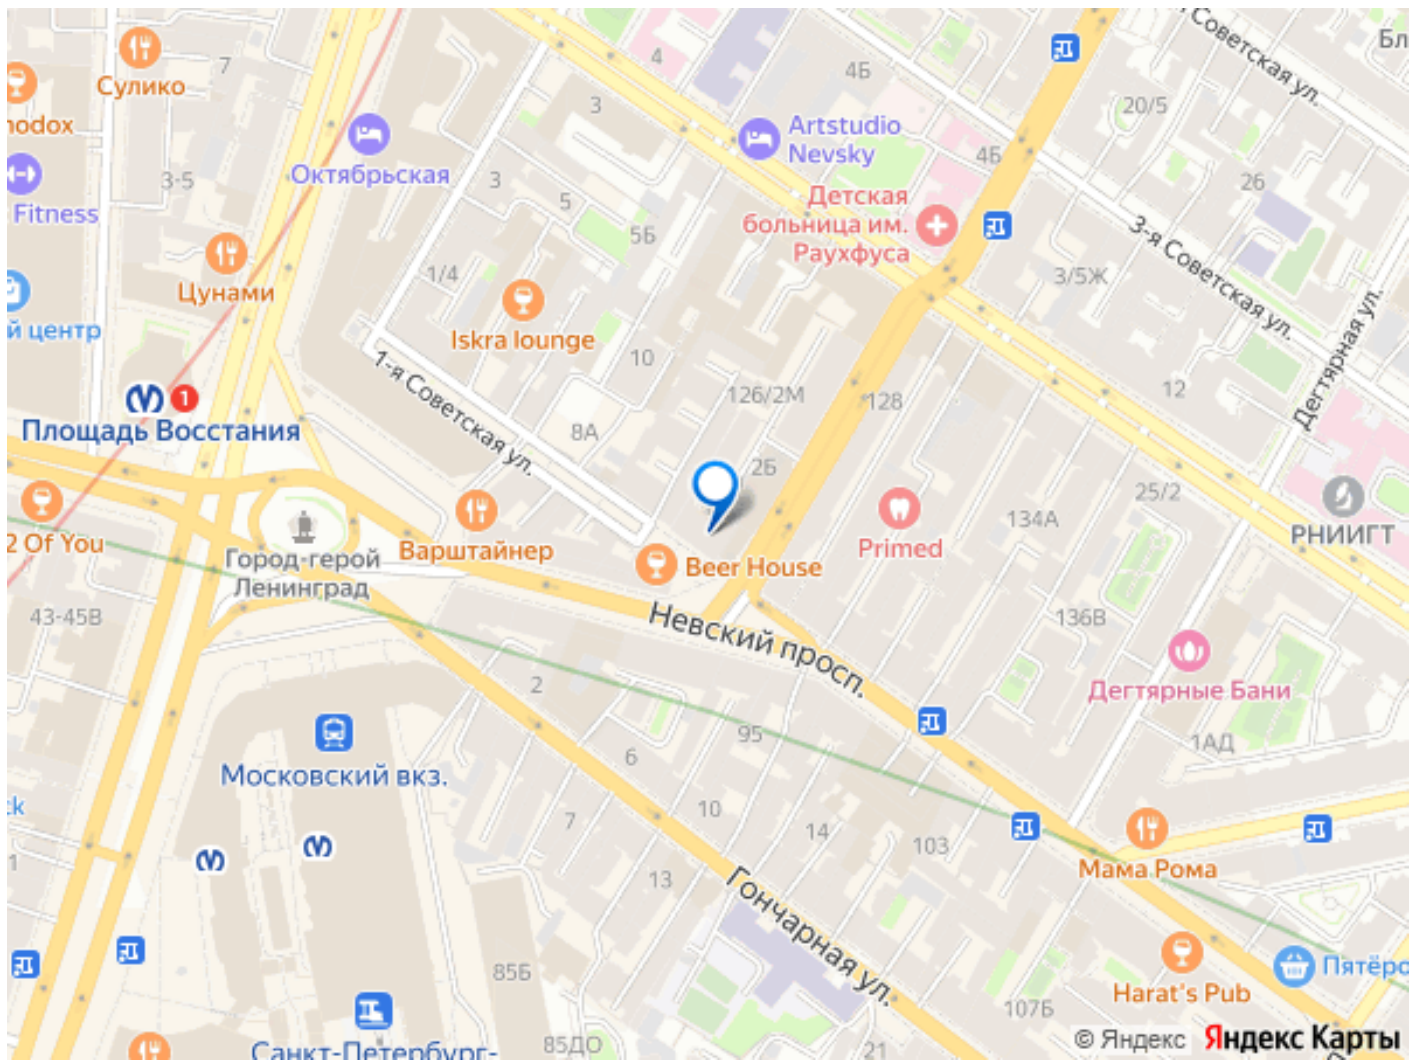 Сулико
7
nodox
3-5
Fitness
Цунами
й центр
1
Площадь Восстания
2 Of You
Октябрьская
4
3
4Б
3
5
5Б
1/4
Iskra lounge
10
1-я Советская ул.
8А
126/2М
2Б
128
Варштайнер
Beer House
Город-герой
Ленинград
43-45В
Artstudio
Nevsky
Детская
больница им.
Раухфуса
4Б
20/5
Советская ул.
Бл
26
3-я Советская ул.
3/5Ж
12
Дегтярная ул.
25/2
134А
РНИИГТ
Primed
136В
Дегтярные Бани
1АД
Невский просп.
2
95
6
10
7
14
103
13
Московский вкз.
ck
1
Гончарная ул.
Мама Рома
85Б
85ДО
21
107Б
Harat's Pub
Пятёро
Санкт-Петербург-
© Яндекс Яндекс Карты